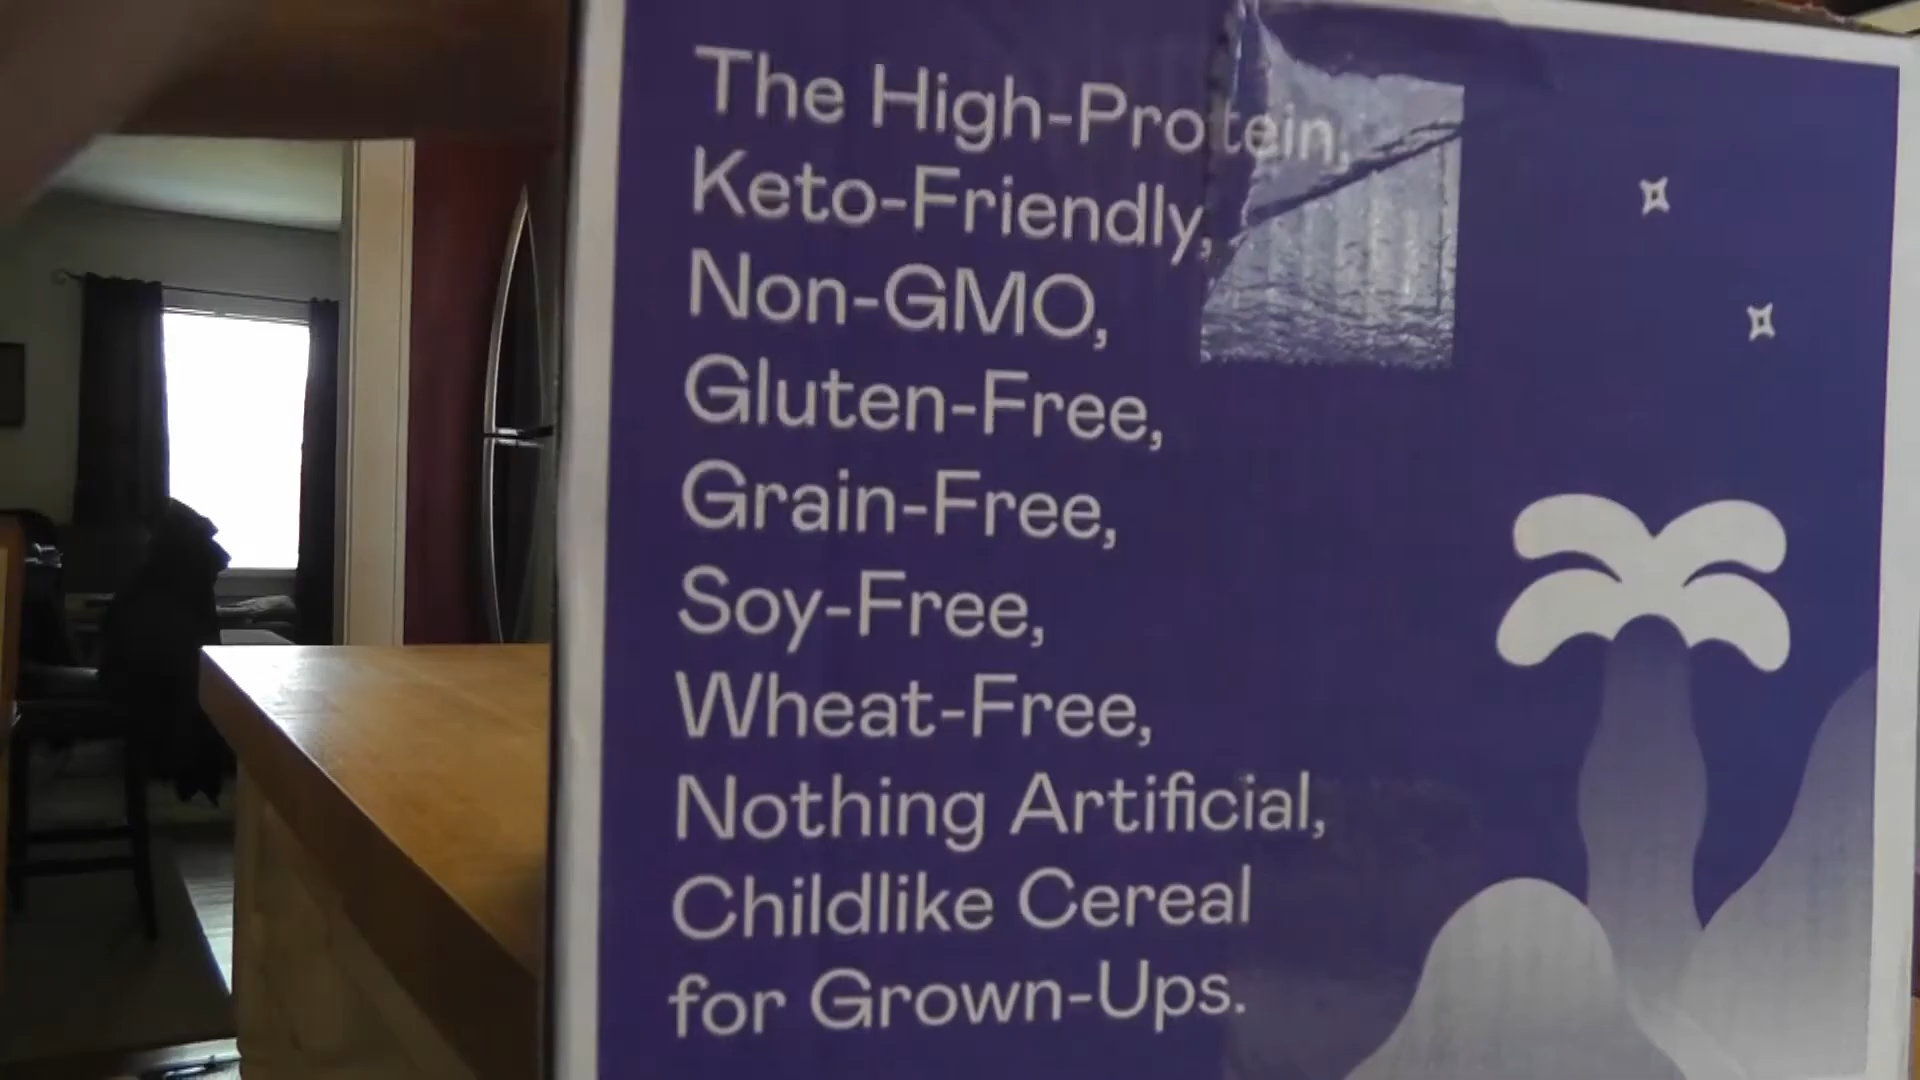 The High-Protein,
Keto-Friendly,
Non-GMO,
Gluten-Free,
Grain-Free,
Soy-Free,
Wheat-Free,
Nothing Artificial,
Childlike Cereal
for Grown-Ups.